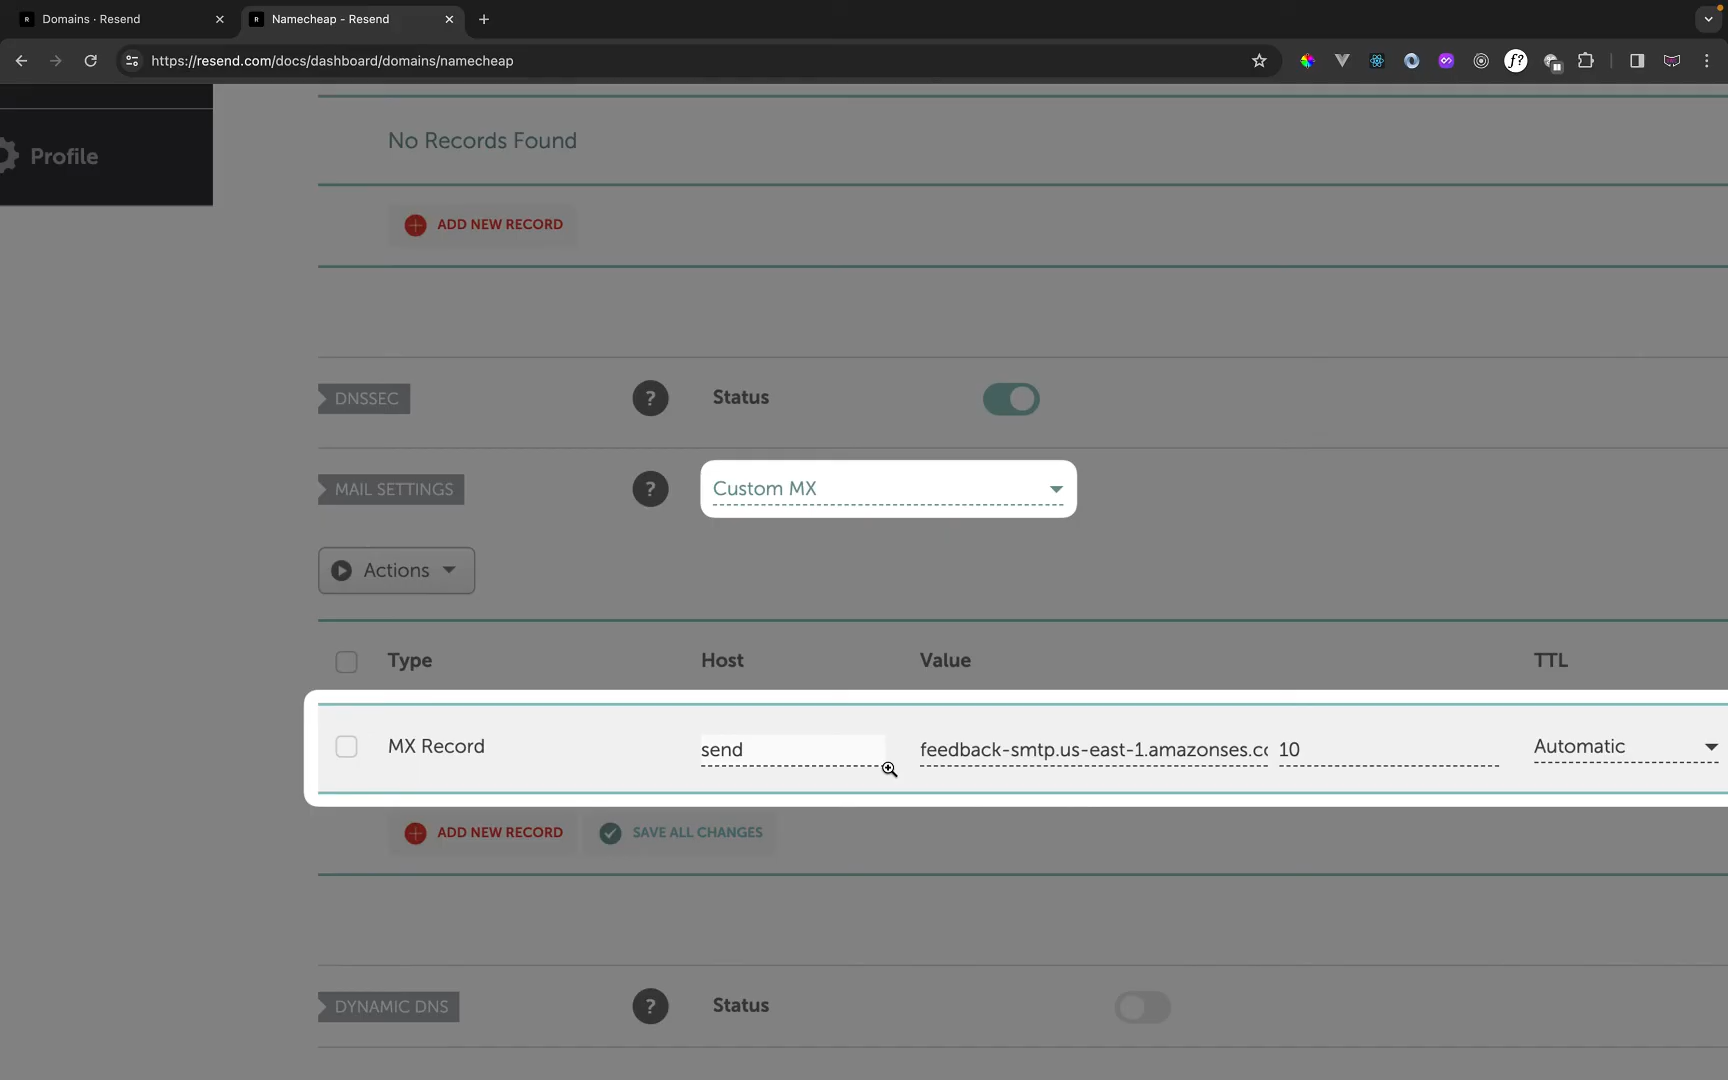 Domains · Resend
Namecheap - Resend
https://resend.com/docs/dashboard/domains/namecheap
f?
No Records Found
Profile
ADD NEW RECORD
DNSSEC
?
Status
MAIL SETTINGS
?
Custom MX
Actions
Type
Host
Value
TTL
MX Record
send
feedback-smtp.us-east-1.amazonses.cc
10
Automatic
ADD NEW RECORD
SAVE ALL CHANGES
DYNAMIC DNS
?
Status